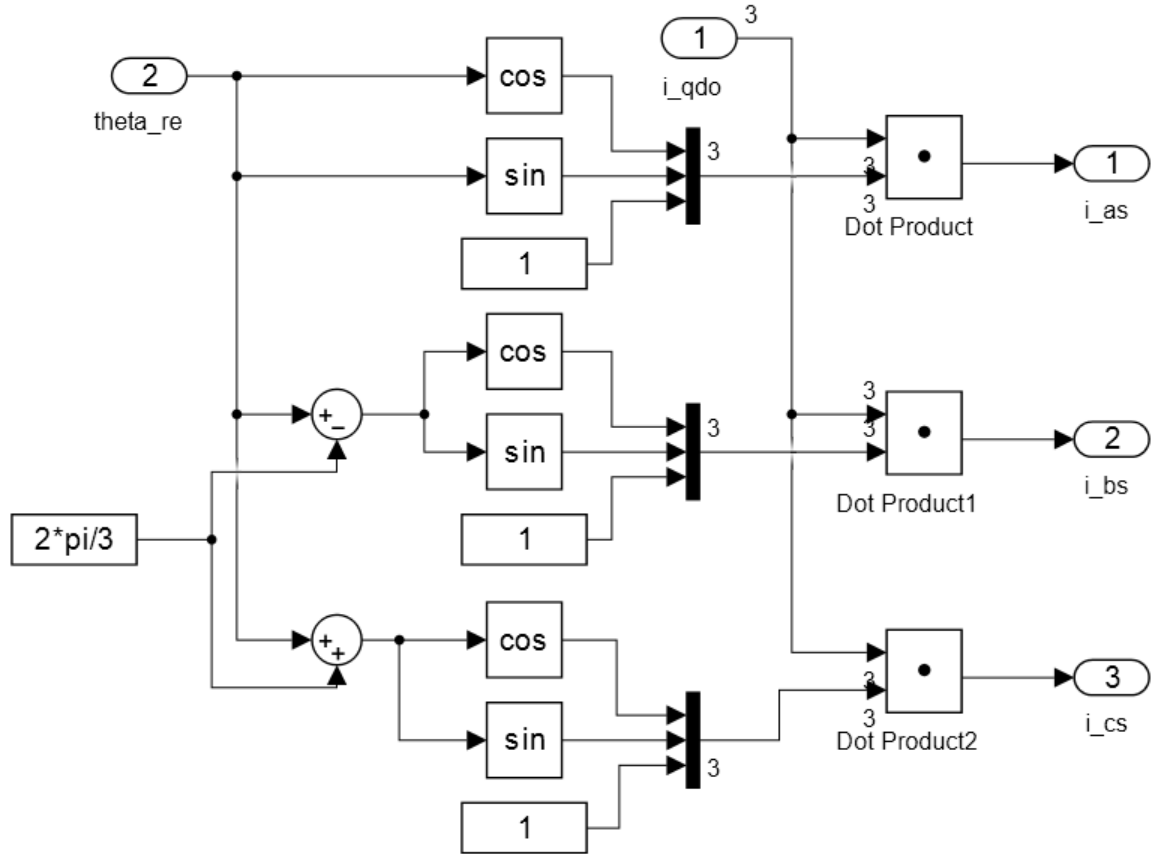 3
1
i_qdo
2
theta_re
cos
sin
1
3
3
3
Dot Product
1
i_as
cos
sin
1
+
−
3
3
3
Dot Product1
2
i_bs
2*pi/3
+
+
cos
sin
1
3
3
3
Dot Product2
3
i_cs